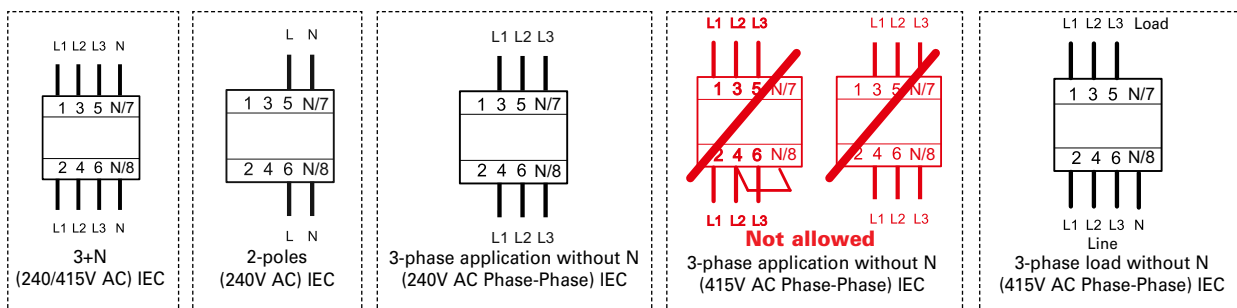 L1 L2 L3 N
1 3 5 N/7
2 4 6 N/8
L1 L2 L3 N
3+N
(240/415V AC) IEC
L N
1 3 5 N/7
2 4 6 N/8
L N
2-poles
(240V AC) IEC
L1 L2 L3
1 3 5 N/7
2 4 6 N/8
L1 L2 L3
3-phase application without N
(240V AC Phase-Phase) IEC
L1 L2 L3
1 3 5 N/7
2 4 6 N/8
L1 L2 L3
L1 L2 L3
1 3 5 N/7
2 4 6 N/8
L1 L2 L3
Not allowed
3-phase application without N
(415V AC Phase-Phase) IEC
L1 L2 L3 Load
1 3 5 N/7
2 4 6 N/8
L1 L2 L3 N
Line
3-phase load without N
(415V AC Phase-Phase) IEC